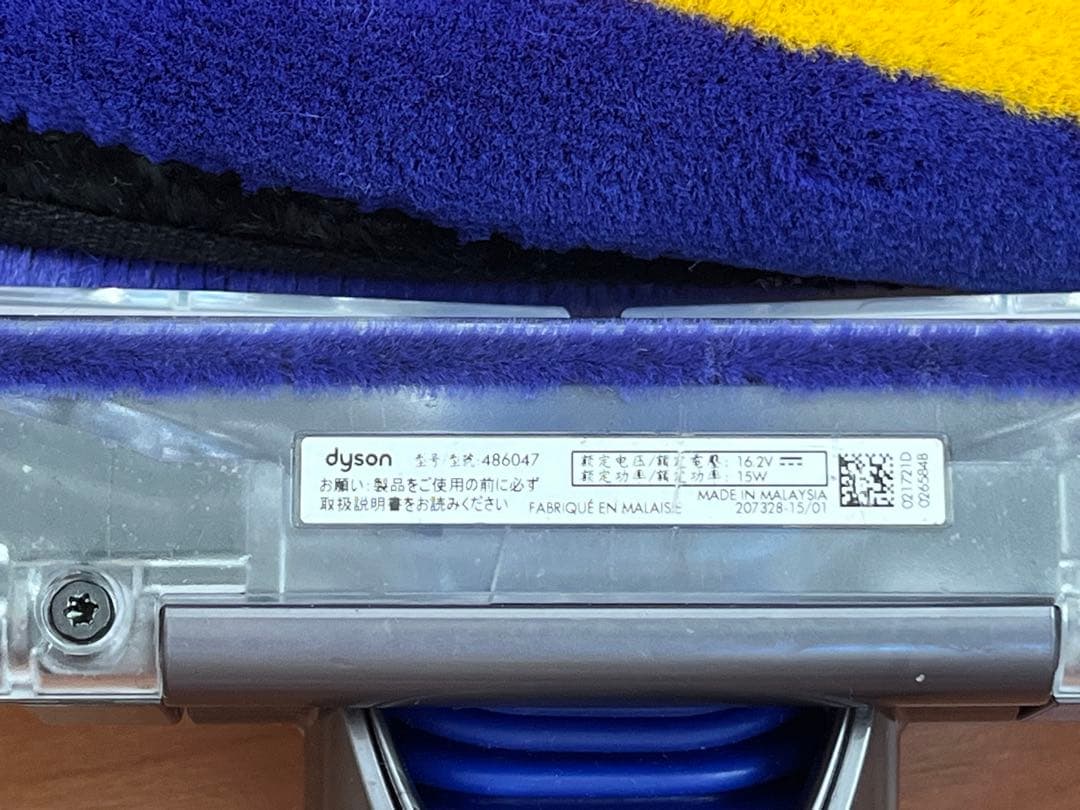 dyson 型号/型號:486047
お願い:製品をご使用の前に必ず
取扱説明書をお読みください
FABRIQUÉ EN MALAISIE
额定电压/額定電壓: 16.2V
额定功率/額定功率: 15W
MADE IN MALAYSIA
207328-15/01
021721D
0265848